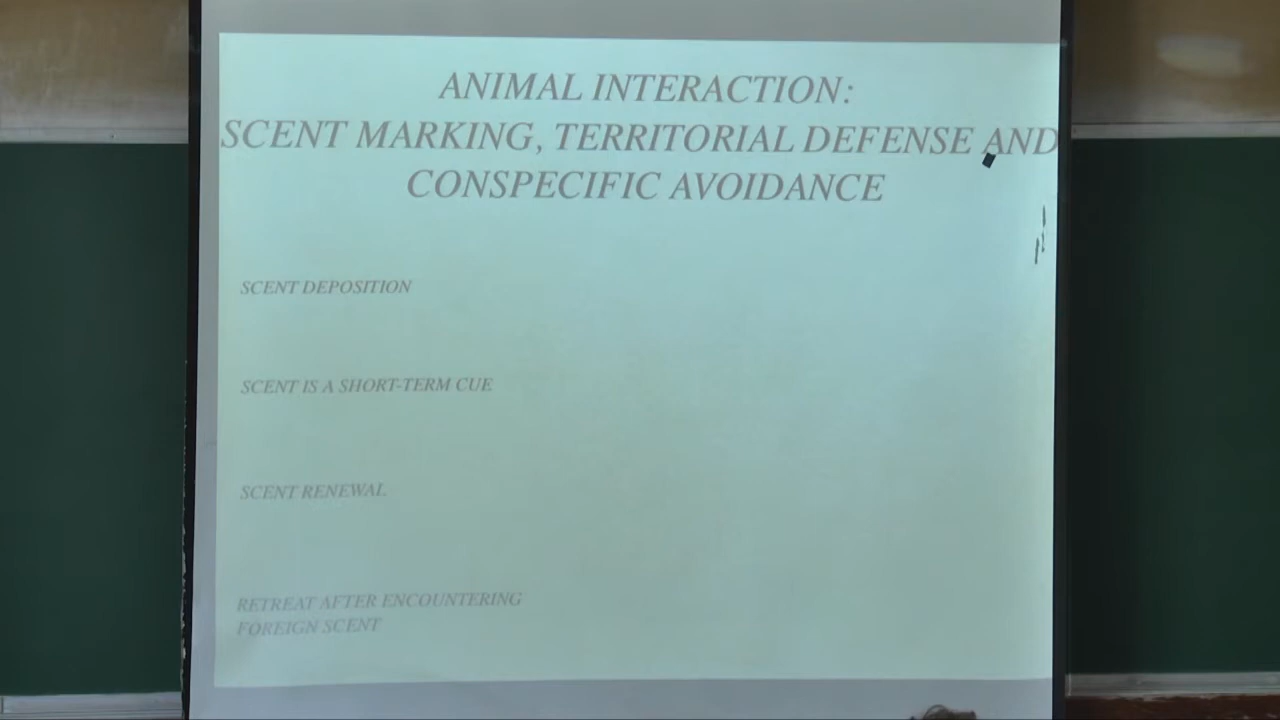 ANIMAL INTERACTION:
SCENT MARKING, TERRITORIAL DEFENSE AND
CONSPECIFIC AVOIDANCE
SCENT DEPOSITION
SCENT IS A SHORT-TERM CUE
SCENT RENEWAL
RETREAT AFTER ENCOUNTERING
FOREIGN SCENT